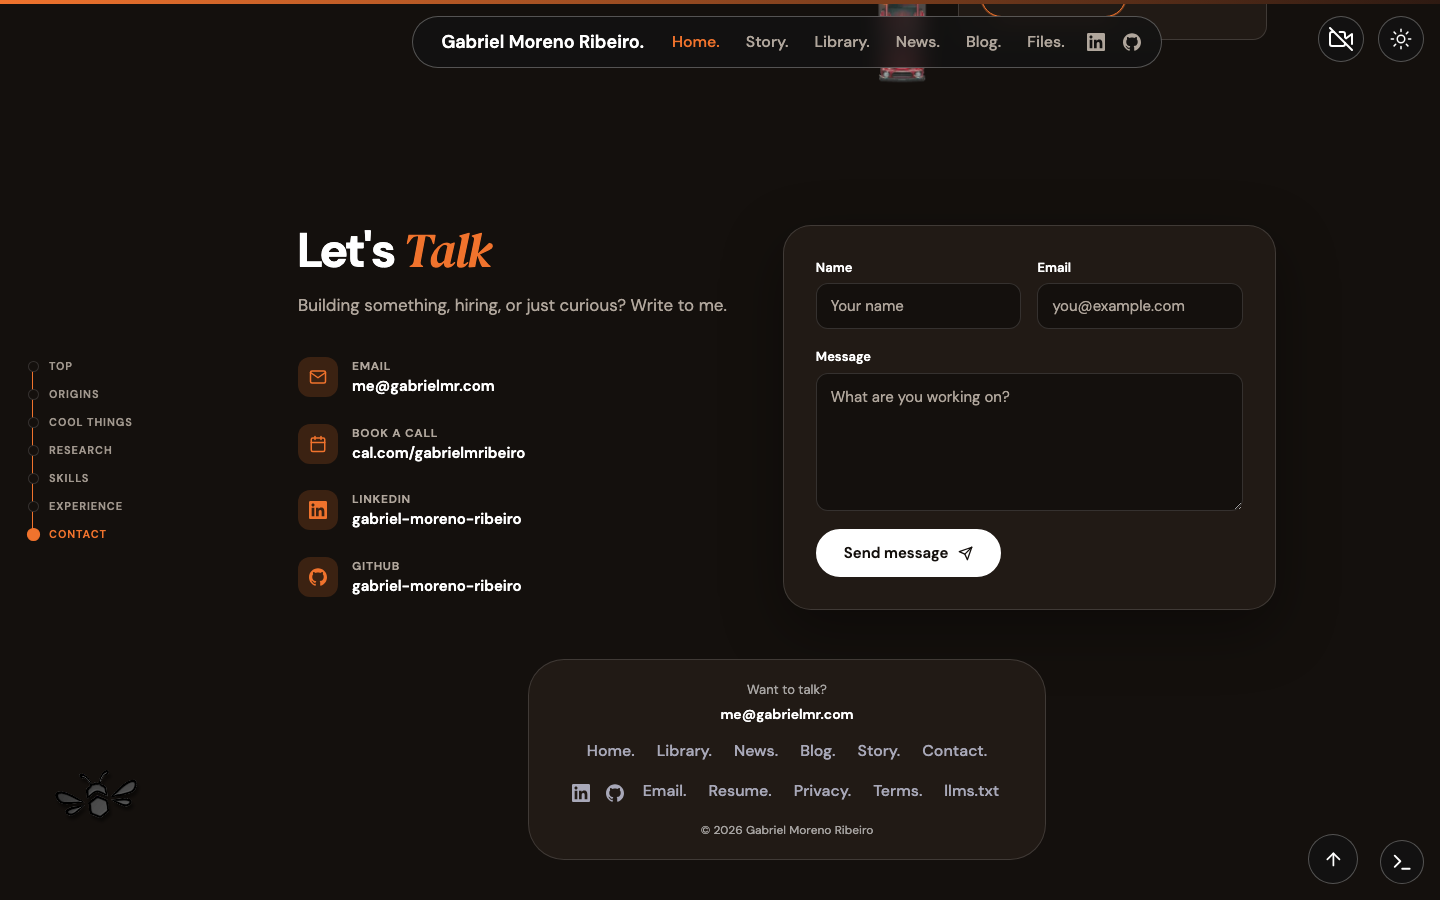 Gabriel Moreno Ribeiro. Home. Story. Library. News. Blog. Files.
Let's Talk
Building something, hiring, or just curious? Write to me.
TOP
ORIGINS
COOL THINGS
RESEARCH
SKILLS
EXPERIENCE
CONTACT
EMAIL
me@gabrielmr.com
BOOK A CALL
cal.com/gabrielmribeiro
LINKEDIN
gabriel-moreno-ribeiro
GITHUB
gabriel-moreno-ribeiro
Name
Your name
Email
you@example.com
Message
What are you working on?
Send message
Want to talk?
me@gabrielmr.com
Home. Library. News. Blog. Story. Contact.
Email. Resume. Privacy. Terms. llms.txt
© 2026 Gabriel Moreno Ribeiro